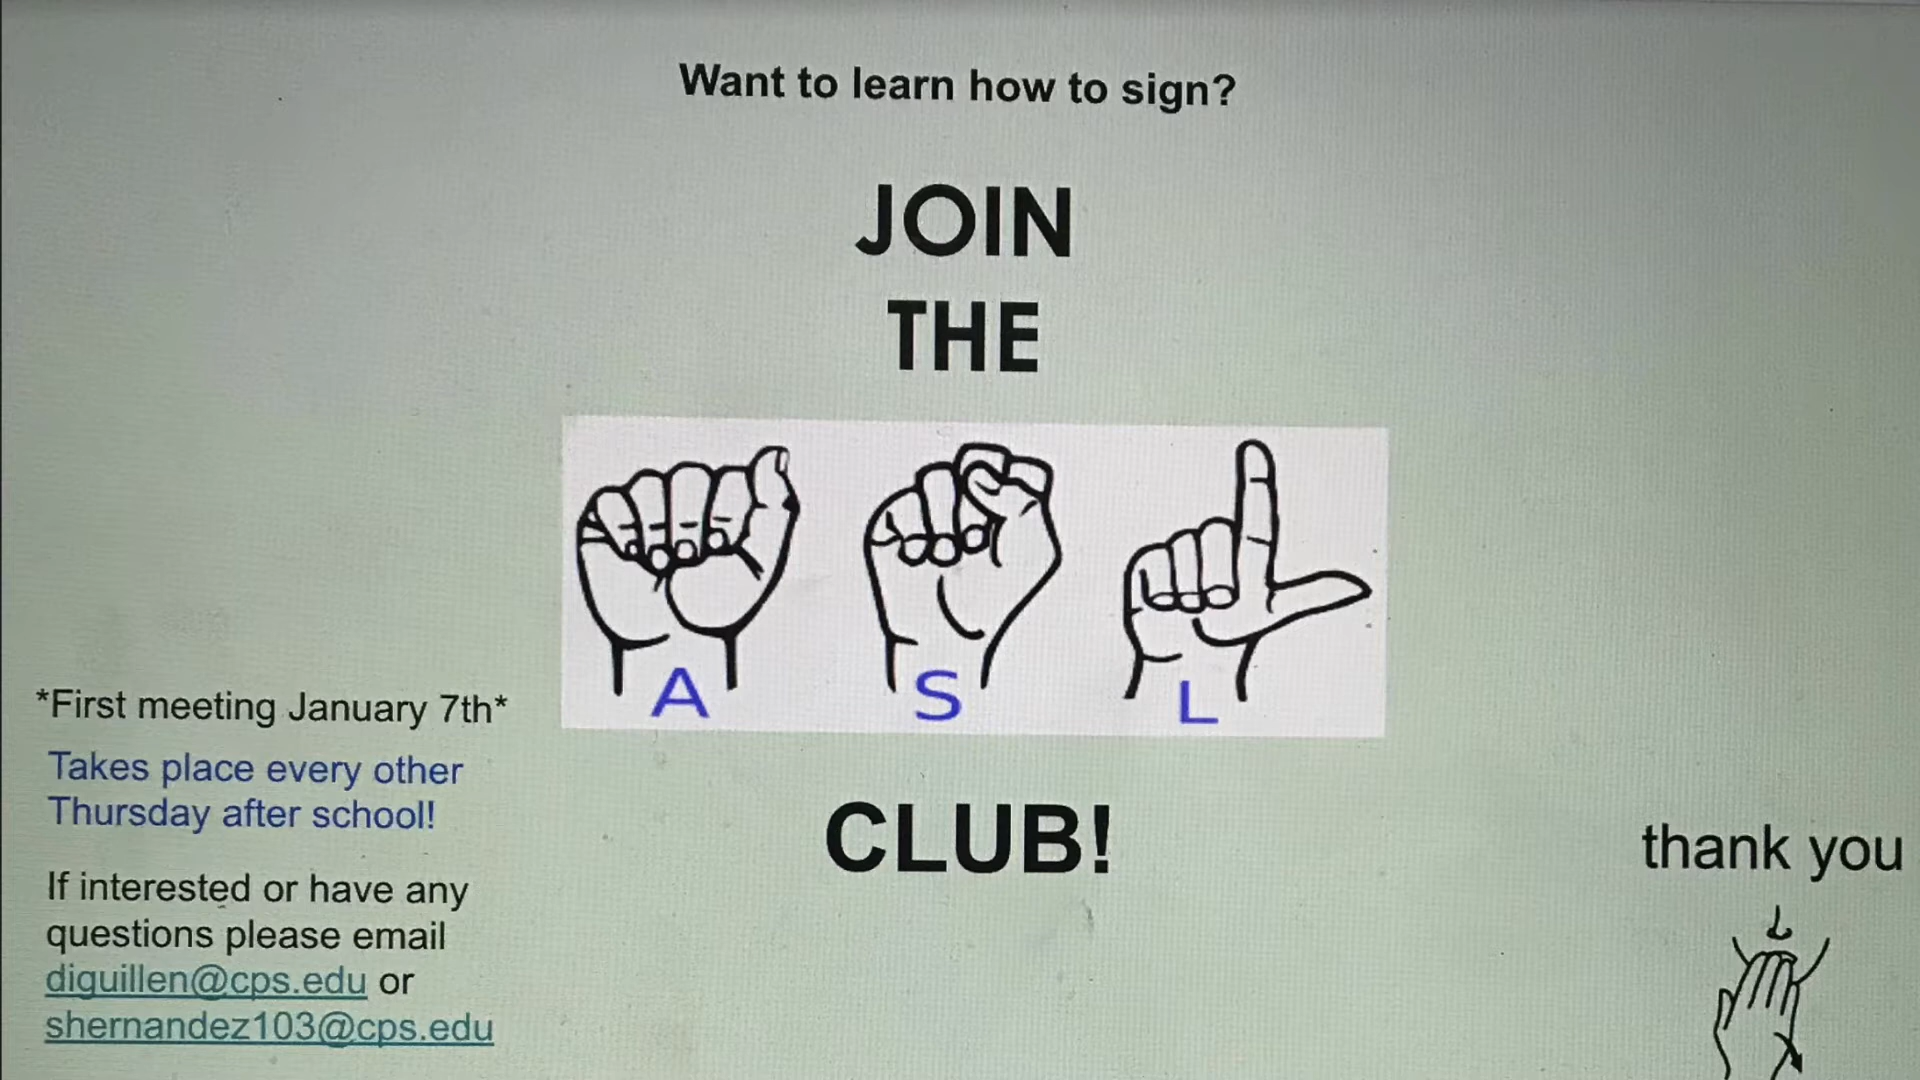 Want to learn how to sign?
JOIN
THE
A S L
CLUB!
*First meeting January 7th*
Takes place every other
Thursday after school!
If interested or have any
questions please email
diguillen@cps.edu or
shernandez103@cps.edu
thank you